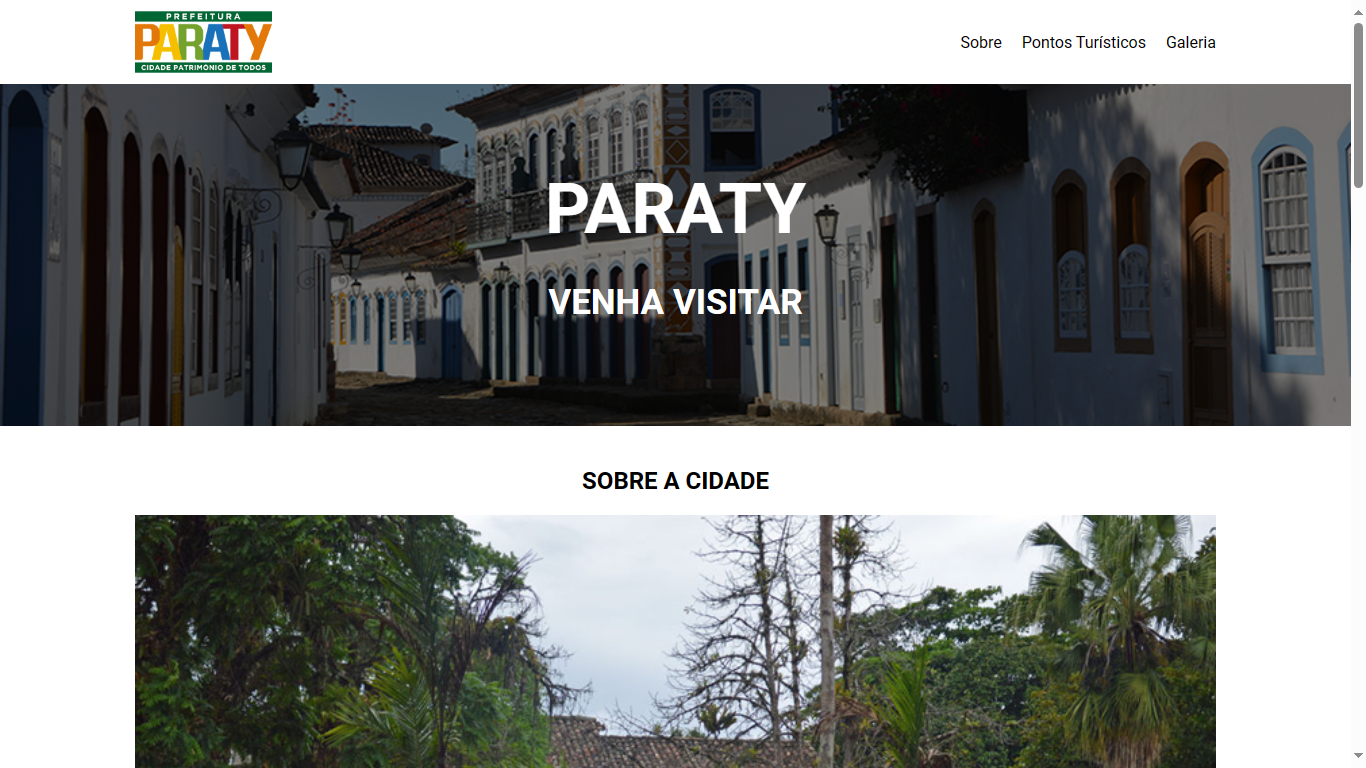 PREFEITURA
PARATY
CIDADE PATRIMÔNIO DE TODOS
Sobre Pontos Turísticos Galeria
PARATY
VENHA VISITAR
SOBRE A CIDADE